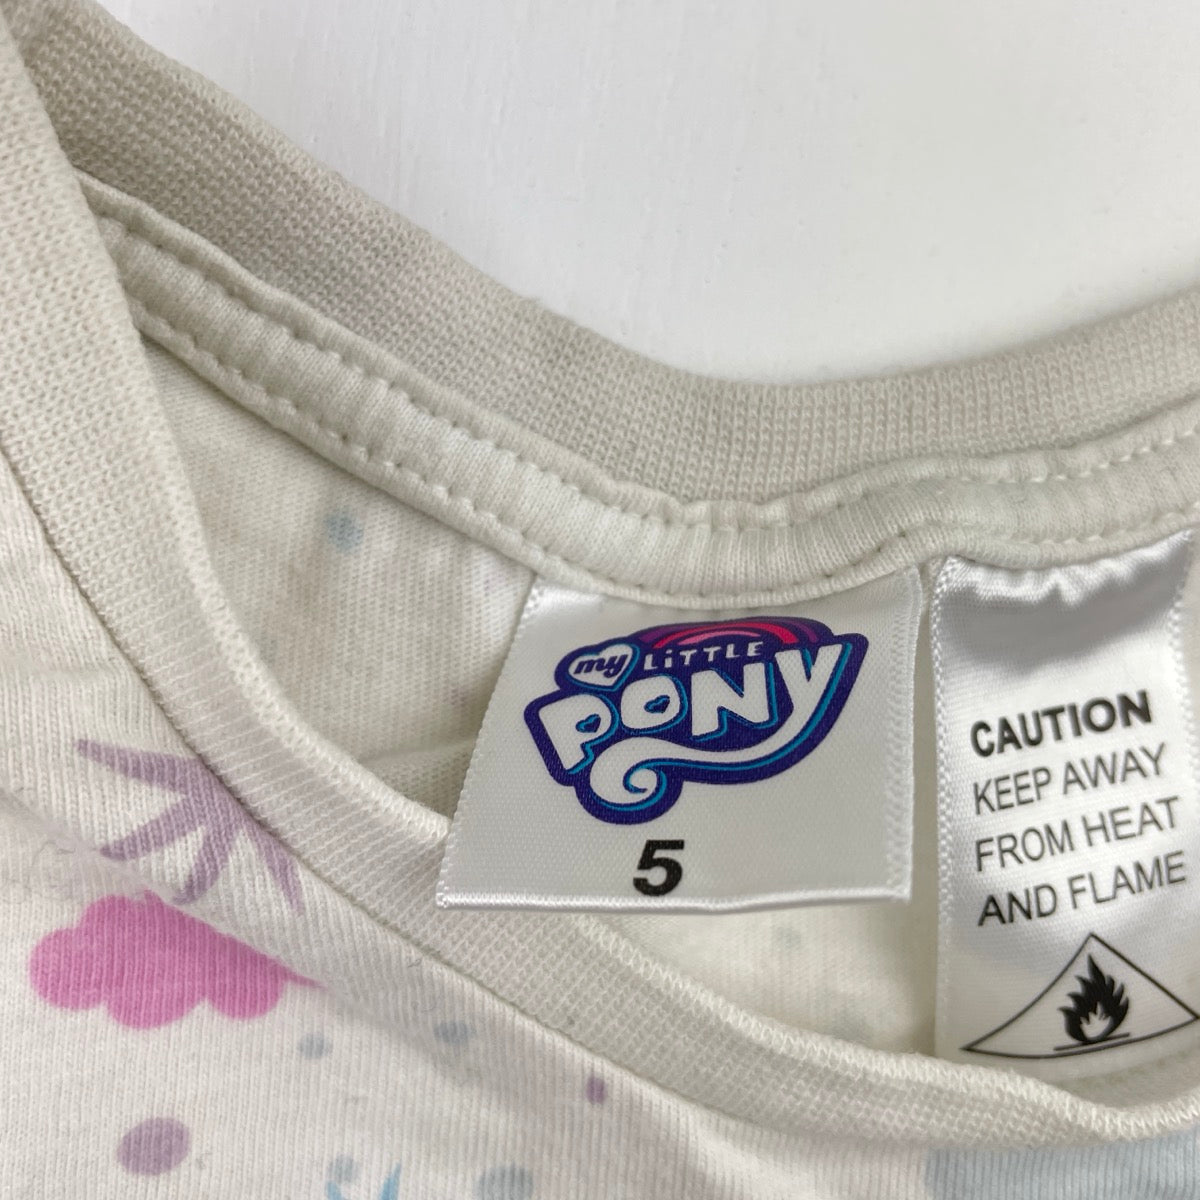 my LiTTLE
PONY
5
CAUTION
KEEP AWAY
FROM HEAT
AND FLAME